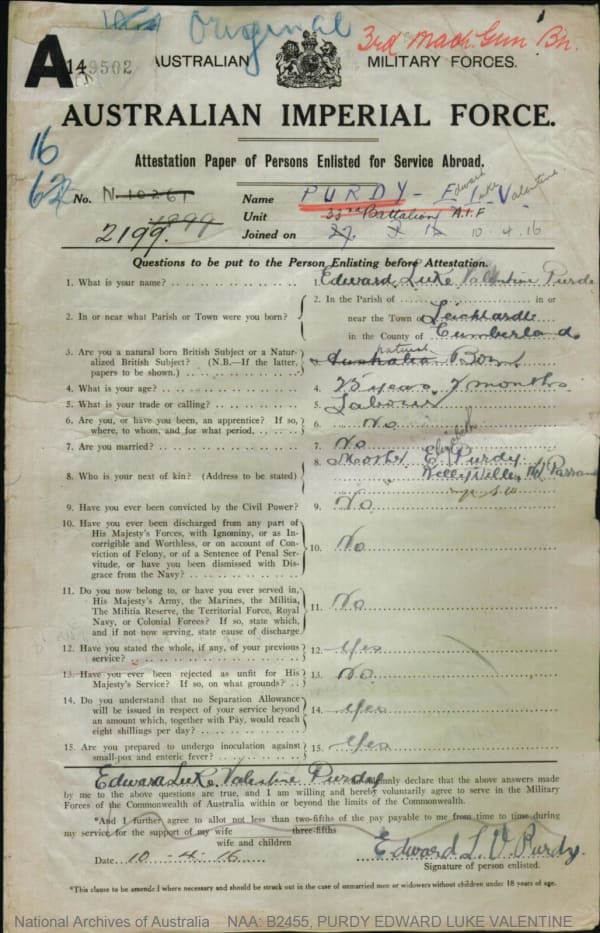 Original
3rd Mach. Gun Bn.
A 149502 AUSTRALIAN MILITARY FORCES.
AUSTRALIAN IMPERIAL FORCE.
16
62
Attestation Paper of Persons Enlisted for Service Abroad.
No. N 10261 Name PURDY - E. L. V. Edward Luke Valentine
1999 Unit 33rd Battalion A.I.F
2199. Joined on 10.4.16
Questions to be put to the Person Enlisting before Attestation.
1. What is your name? 1. Edward Luke Valentine Purdy
2. In or near what Parish or Town were you born? 2. In the Parish of in or
near the Town of Leichhardt
in the County of Cumberland
3. Are you a natural born British Subject or a Natur-
alized British Subject? (N.B.—If the latter,
papers to be shown.) Australia natural Born
4. What is your age? 4. 25 years 7 months
5. What is your trade or calling? 5. Labourer
6. Are you, or have you been, an apprentice? If so, 6. No
where, to whom, and for what period,
7. Are you married? 7. No
8. Who is your next of kin? (Address to be stated) 8. Mother Elizabeth E. Purdy
Willy Willy
9. Have you ever been convicted by the Civil Power? 9. No
10. Have you ever been discharged from any part of
His Majesty's Forces, with Ignominy, or as In-
corrigible and Worthless, or on account of Con- 10. No
viction of Felony, or of a Sentence of Penal Ser-
vitude, or have you been dismissed with Dis-
grace from the Navy?
11. Do you now belong to, or have you ever served in,
His Majesty's Army, the Marines, the Militia,
The Militia Reserve, the Territorial Force, Royal 11. No
Navy, or Colonial Forces? If so, state which,
and if not now serving, state cause of discharge
12. Have you stated the whole, if any, of your previous 12. Yes
service?
13. Have you ever been rejected as unfit for His 13. No
Majesty's Service? If so, on what grounds?
14. Do you understand that no Separation Allowance
will be issued in respect of your service beyond 14. Yes
an amount which, together with Pay, would reach
eight shillings per day?
15. Are you prepared to undergo inoculation against 15. Yes
small-pox and enteric fever?
Edward Luke Valentine Purdy solemnly declare that the above answers made
by me to the above questions are true, and I am willing and hereby voluntarily agree to serve in the Military
Forces of the Commonwealth of Australia within or beyond the limits of the Commonwealth.
*And I further agree to allot not less than two-fifths of the pay payable to me from time to time during
my service for the support of my wife three-fifths
wife and children
Edward L V Purdy.
Date 10-4-16 Signature of person enlisted.
*This clause to be amended where necessary and should be struck out in the case of unmarried men or widowers without children under 18 years of age.
National Archives of Australia NAA: B2455, PURDY EDWARD LUKE VALENTINE